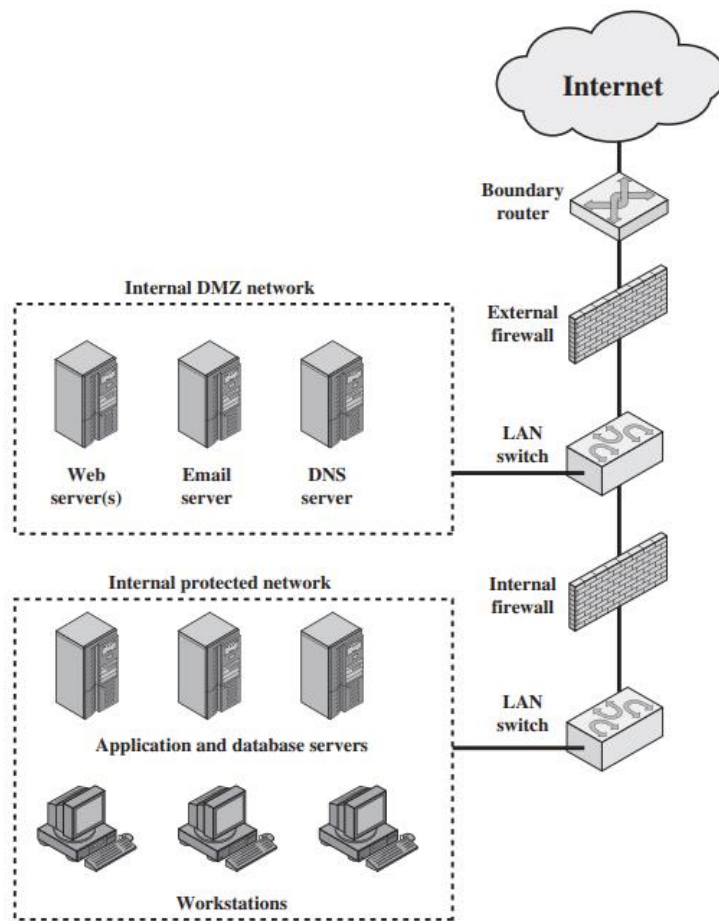 Internet
Boundary
router
Internal DMZ network
External
firewall
LAN
switch
Web
server(s)
Email
server
DNS
server
Internal protected network
Internal
firewall
LAN
switch
Application and database servers
Workstations